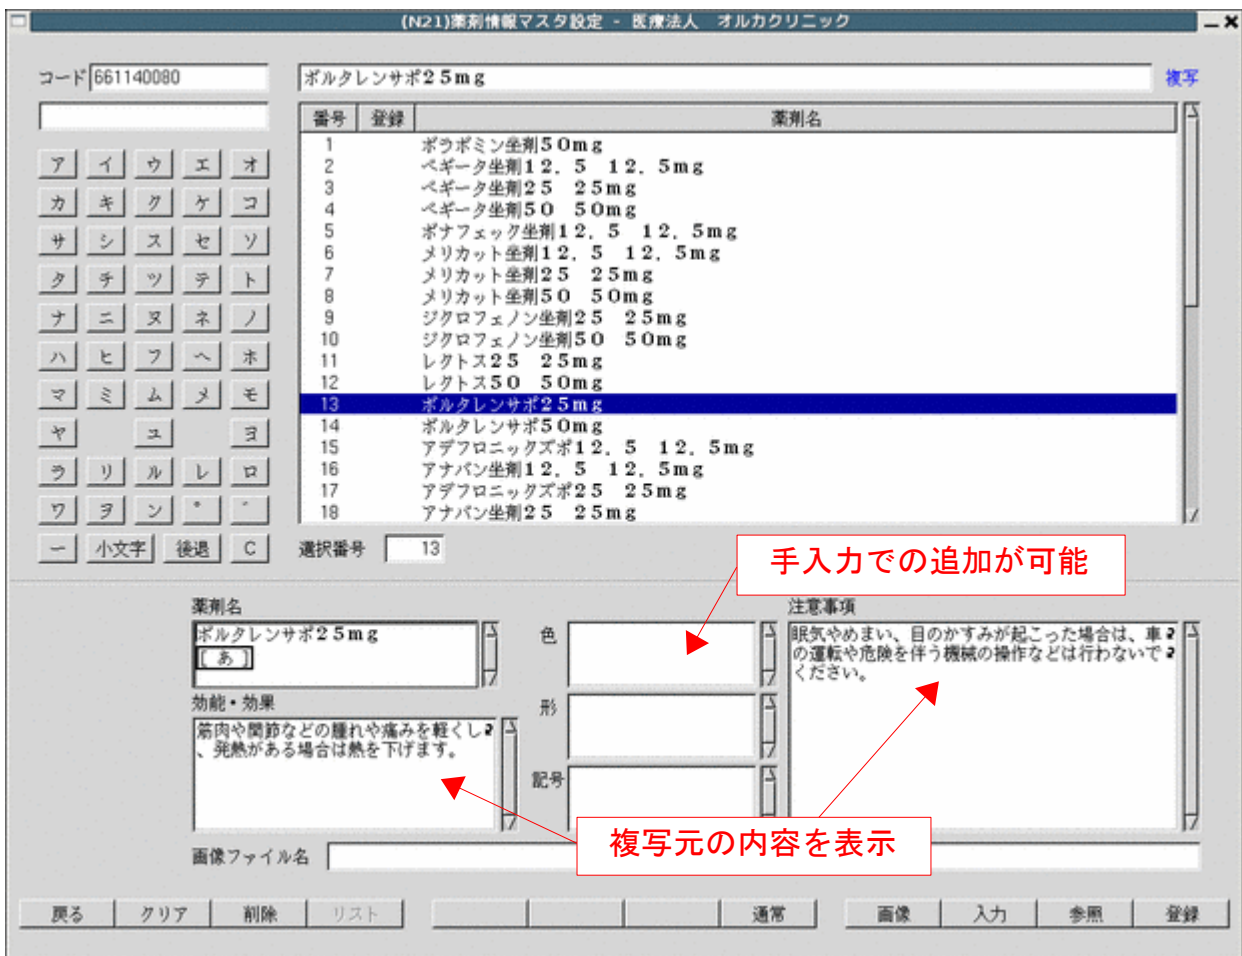 (N21)薬剤情報マスタ設定 - 医療法人 オルカクリニック
コード 661140080 ボルタレンサポ２５ｍｇ 複写
番号 登録 薬剤名
1 ボラボミン坐剤５０ｍｇ
2 ベギータ坐剤１２．５ １２．５ｍｇ
3 ベギータ坐剤２５ ２５ｍｇ
4 ベギータ坐剤５０ ５０ｍｇ
5 ボナフェック坐剤１２．５ １２．５ｍｇ
6 メリカット坐剤１２．５ １２．５ｍｇ
7 メリカット坐剤２５ ２５ｍｇ
8 メリカット坐剤５０ ５０ｍｇ
9 ジクロフェノン坐剤２５ ２５ｍｇ
10 ジクロフェノン坐剤５０ ５０ｍｇ
11 レクトス２５ ２５ｍｇ
12 レクトス５０ ５０ｍｇ
13 ボルタレンサポ２５ｍｇ
14 ボルタレンサポ５０ｍｇ
15 アデフロニックズポ１２．５ １２．５ｍｇ
16 アナバン坐剤１２．５ １２．５ｍｇ
17 アデフロニックズポ２５ ２５ｍｇ
18 アナバン坐剤２５ ２５ｍｇ
ア イ ウ エ オ
カ キ ク ケ コ
サ シ ス セ ソ
タ チ ツ テ ト
ナ ニ ヌ ネ ノ
ハ ヒ フ ヘ ホ
マ ミ ム メ モ
ヤ ユ ヨ
ラ リ ル レ ロ
ワ ヲ ン ゜ ゛
ー 小文字 後退 C
選択番号 13
手入力での追加が可能
薬剤名
ボルタレンサポ２５ｍｇ
[ あ ]
効能・効果
筋肉や関節などの腫れや痛みを軽くし
、発熱がある場合は熱を下げます。
色
形
記号
注意事項
眠気やめまい、目のかすみが起こった場合は、車
の運転や危険を伴う機械の操作などは行わないで
ください。
複写元の内容を表示
画像ファイル名
戻る クリア 削除 リスト 通常 画像 入力 参照 登録